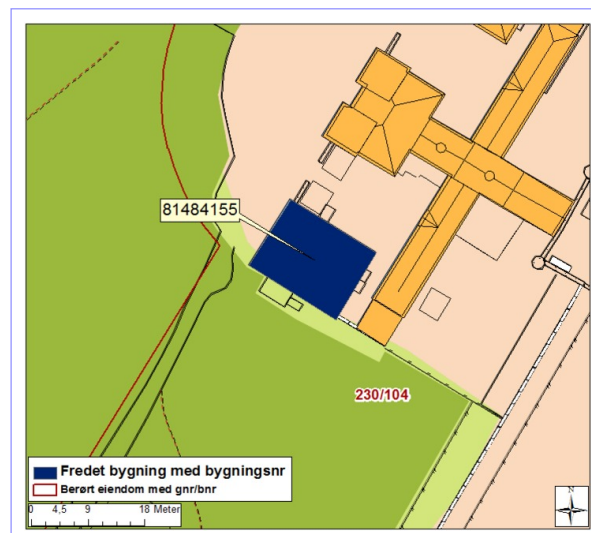 81484155
230/104
Fredet bygning med bygningsnr
Berørt eiendom med gnr/bnr
0 4,5 9 18 Meter
N